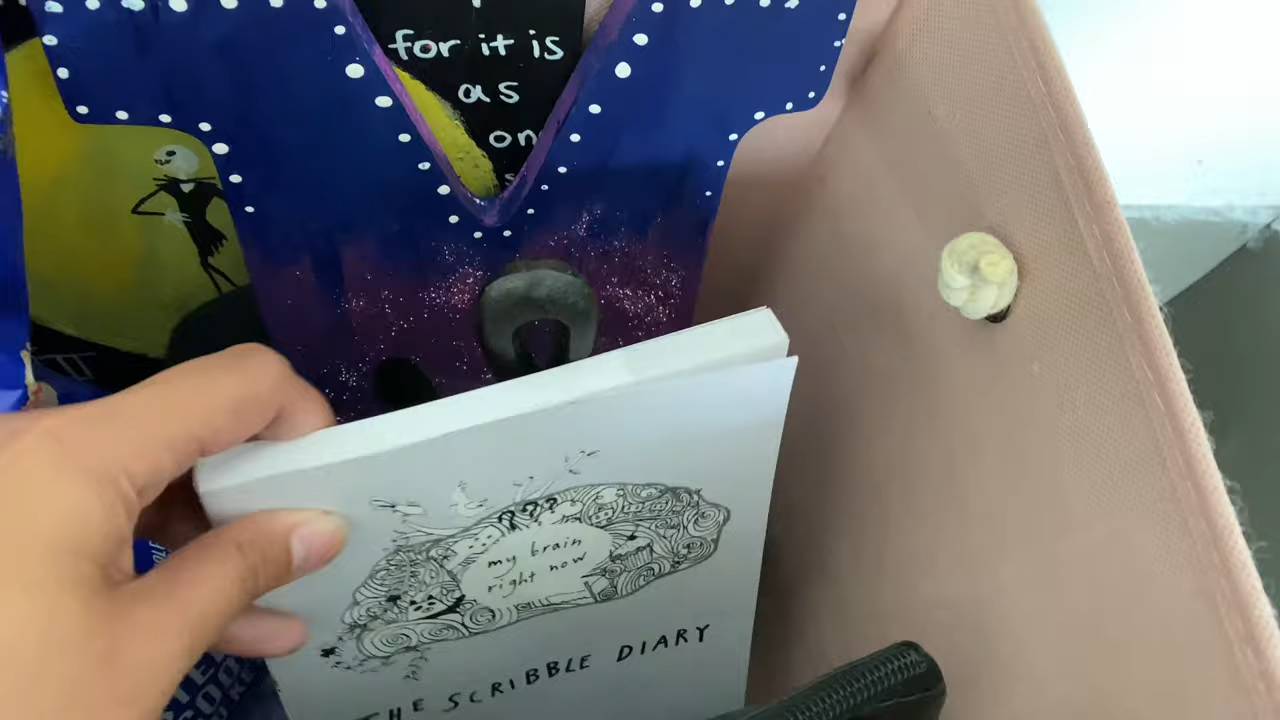 for it is
as
on
s
???
my brain
right now
THE SCRIBBLE DIARY